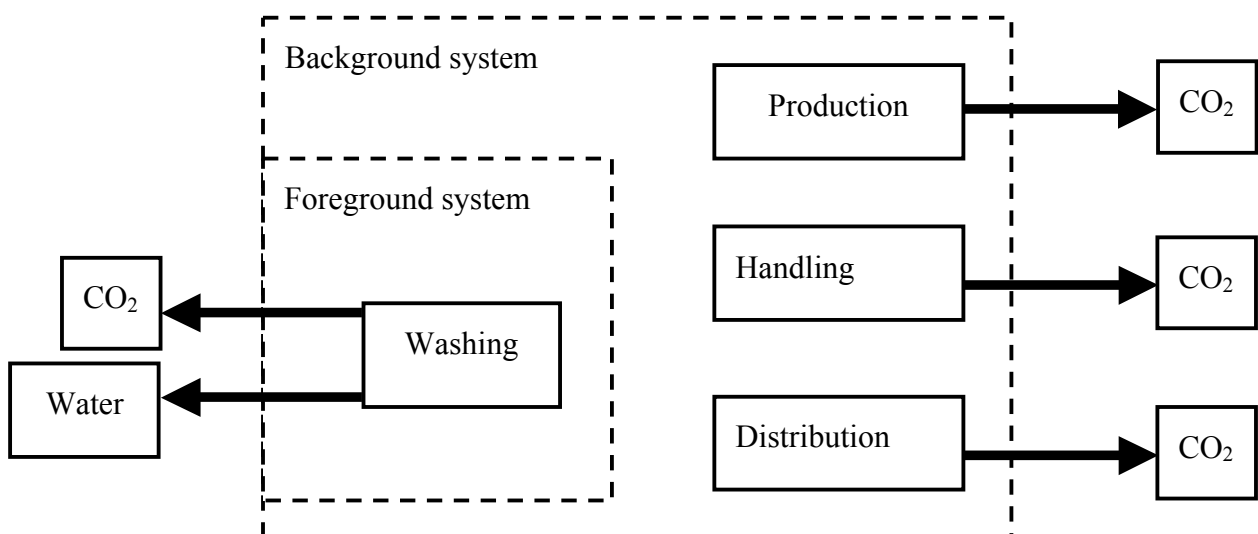 Background system
Production
CO₂
Foreground system
Handling
CO₂
CO₂
Washing
Water
Distribution
CO₂